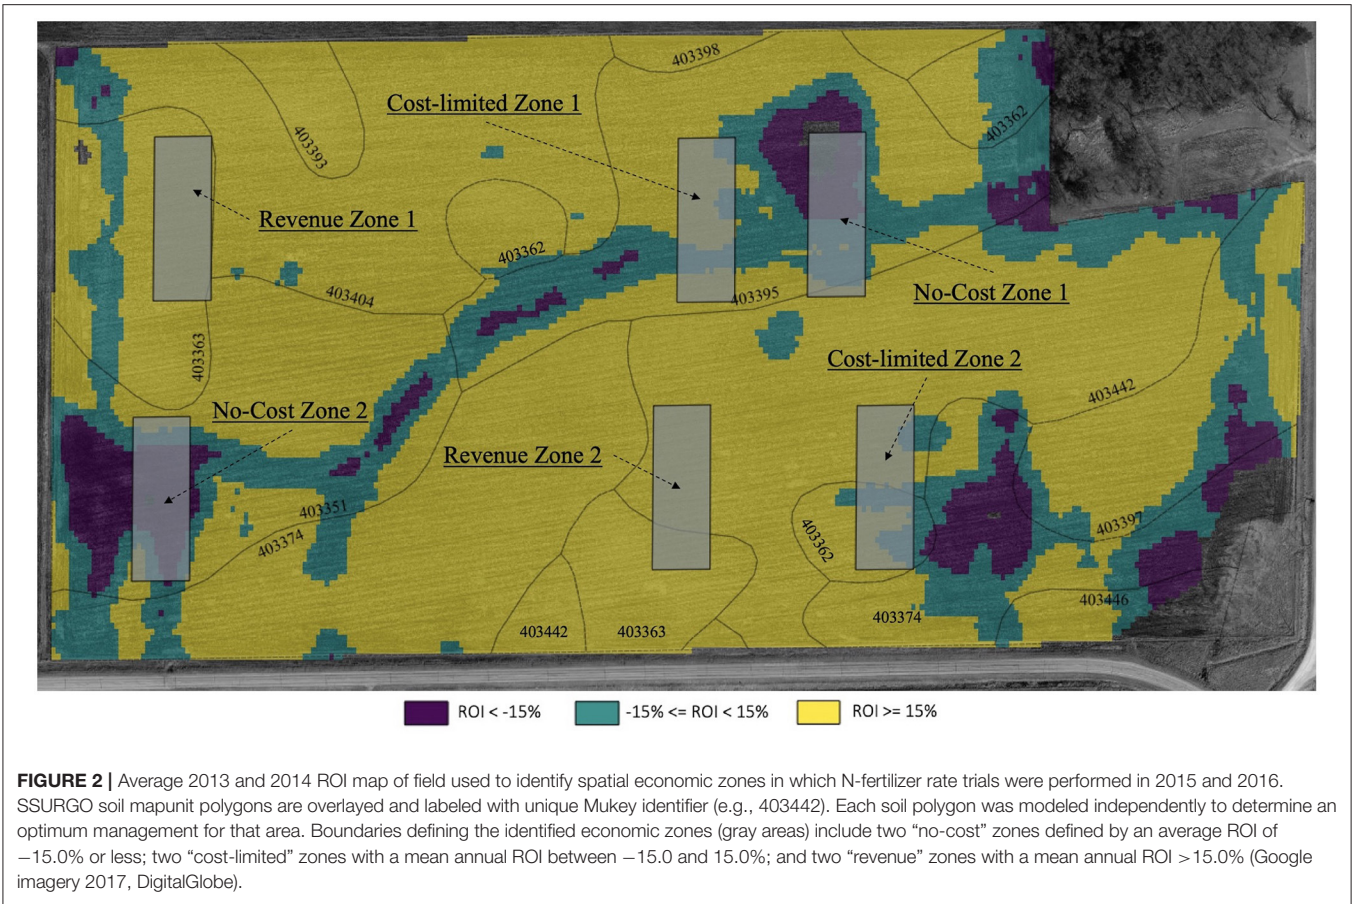 403398
Cost-limited Zone 1
403362
403393
Revenue Zone 1
403362
403404
403395
No-Cost Zone 1
403363
Cost-limited Zone 2
403442
No-Cost Zone 2
Revenue Zone 2
403351
403374
403362
403397
403446
403442
403363
403374
ROI < -15%
-15% <= ROI < 15%
ROI >= 15%
FIGURE 2 | Average 2013 and 2014 ROI map of field used to identify spatial economic zones in which N-fertilizer rate trials were performed in 2015 and 2016.
SSURGO soil mapunit polygons are overlayed and labeled with unique Mukey identifier (e.g., 403442). Each soil polygon was modeled independently to determine an
optimum management for that area. Boundaries defining the identified economic zones (gray areas) include two “no-cost” zones defined by an average ROI of
−15.0% or less; two “cost-limited” zones with a mean annual ROI between −15.0 and 15.0%; and two “revenue” zones with a mean annual ROI >15.0% (Google
imagery 2017, DigitalGlobe).